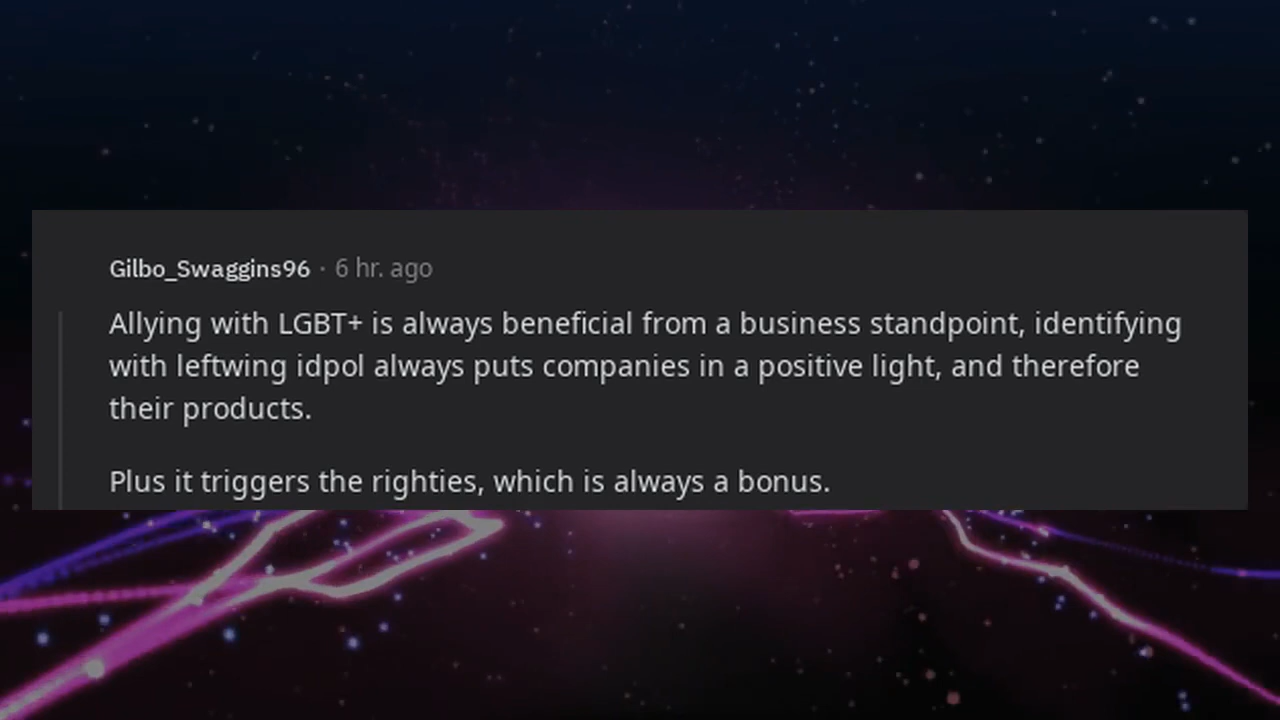 Gilbo_Swaggins96 · 6 hr. ago
Allying with LGBT+ is always beneficial from a business standpoint, identifying
with leftwing idpol always puts companies in a positive light, and therefore
their products.
Plus it triggers the righties, which is always a bonus.